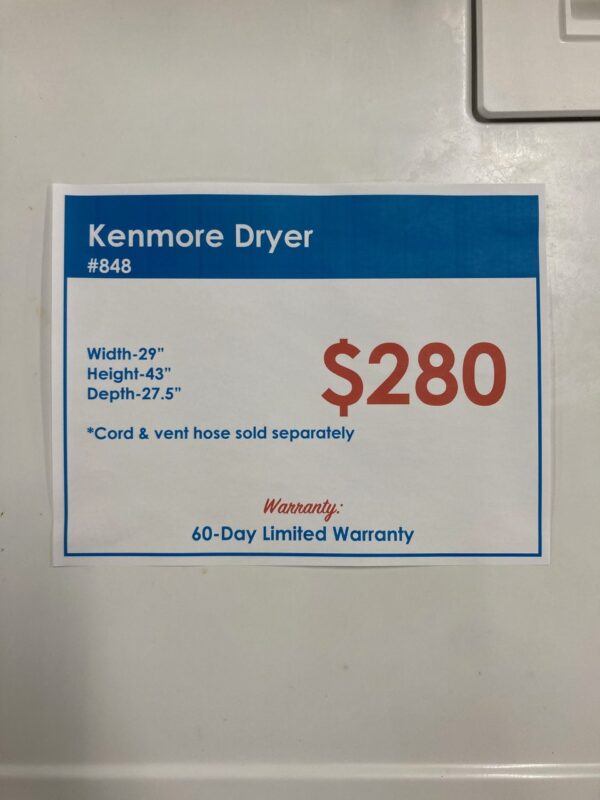 Kenmore Dryer
#848
Width-29”
Height-43”
Depth-27.5”
$280
*Cord & vent hose sold separately
Warranty:
60-Day Limited Warranty